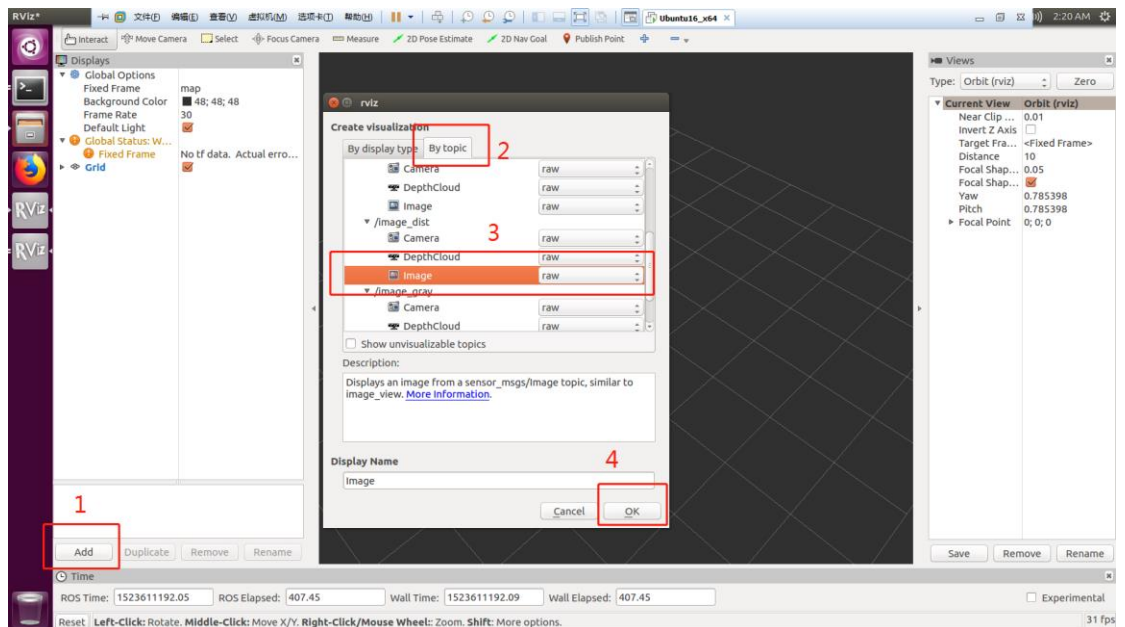 RViz* 文件(F) 编辑(E) 查看(V) 虚拟机(M) 选项卡(T) 帮助(H) Ubuntu16_x64 2:20 AM
Interact Move Camera Select Focus Camera Measure 2D Pose Estimate 2D Nav Goal Publish Point
Displays
Global Options
Fixed Frame map
Background Color 48; 48; 48
Frame Rate 30
Default Light
Global Status: W...
Fixed Frame No tf data. Actual erro...
Grid
RViz
RViz
1
Add Duplicate Remove Rename
rviz
Create visualization
By display type By topic
2
Camera raw
DepthCloud raw
Image raw
/image_dist
3
Camera raw
DepthCloud raw
Image raw
/image_gray
Camera raw
DepthCloud raw
Show unvisualizable topics
Description:
Displays an image from a sensor_msgs/Image topic, similar to
image_view. More Information.
Display Name
4
Image
Cancel OK
Views
Type: Orbit (rviz) Zero
Current View Orbit (rviz)
Near Clip ... 0.01
Invert Z Axis
Target Fra... <Fixed Frame>
Distance 10
Focal Shap... 0.05
Focal Shap...
Yaw 0.785398
Pitch 0.785398
Focal Point 0; 0; 0
Save Remove Rename
Time
ROS Time: 1523611192.05 ROS Elapsed: 407.45 Wall Time: 1523611192.09 Wall Elapsed: 407.45 Experimental
Reset Left-Click: Rotate. Middle-Click: Move X/Y. Right-Click/Mouse Wheel:: Zoom. Shift: More options. 31 fps